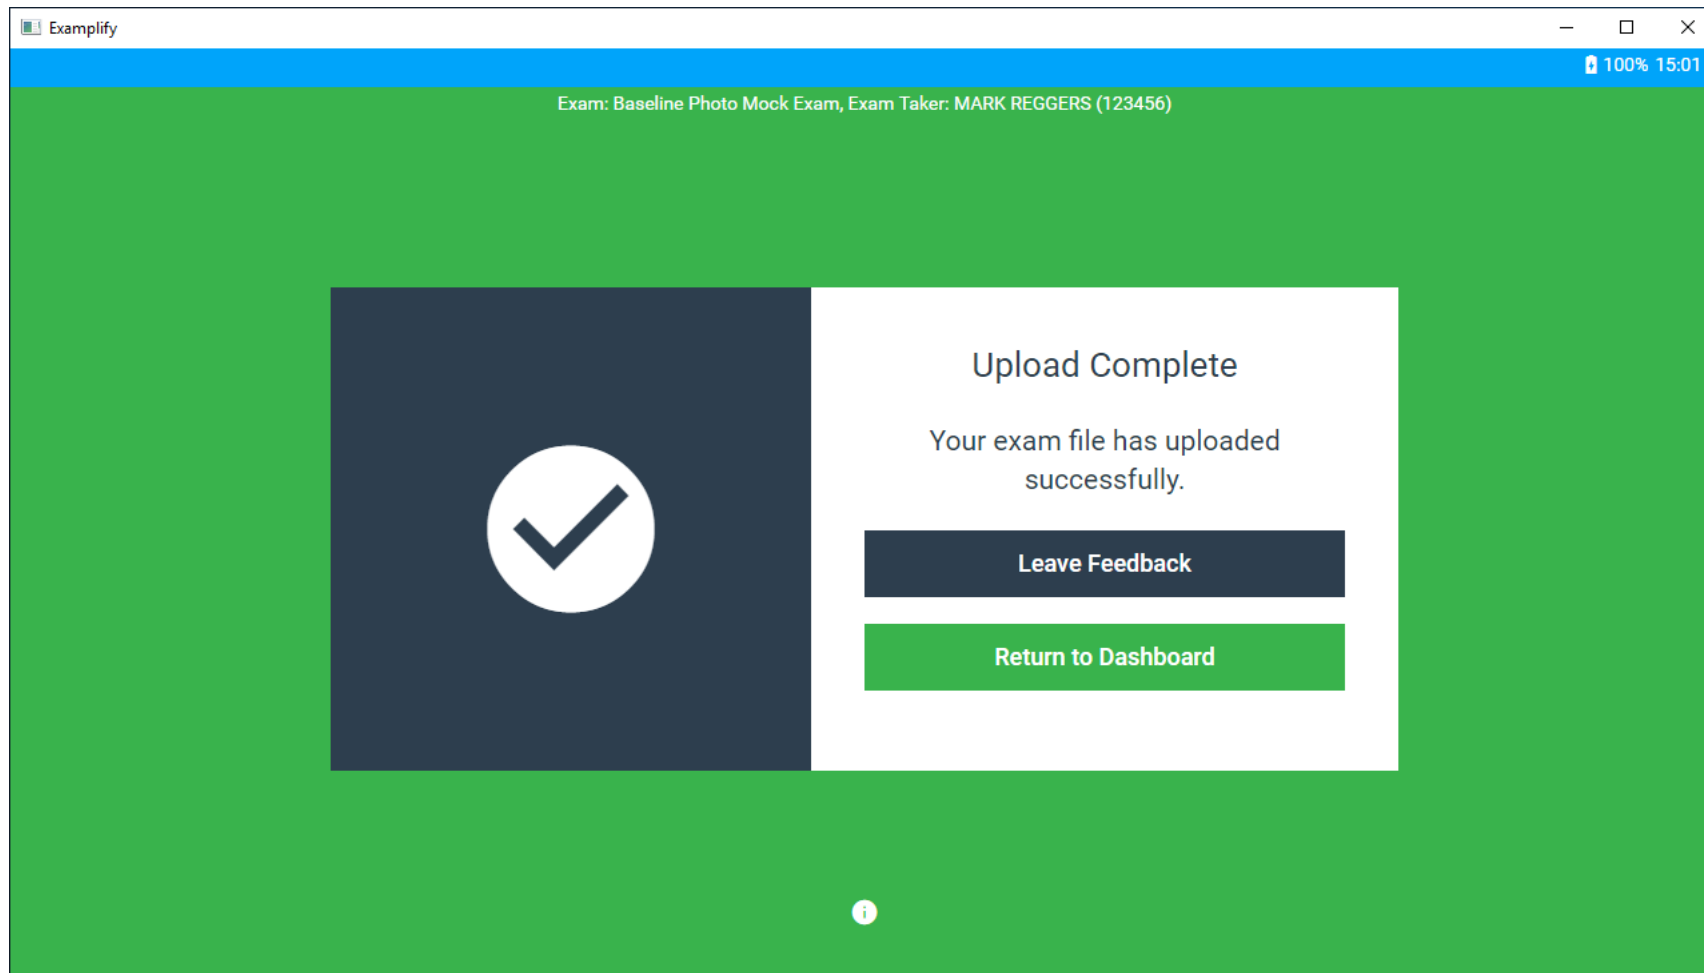 Examplify
100% 15:01
Exam: Baseline Photo Mock Exam, Exam Taker: MARK REGGERS (123456)
Upload Complete
Your exam file has uploaded
successfully.
Leave Feedback
Return to Dashboard